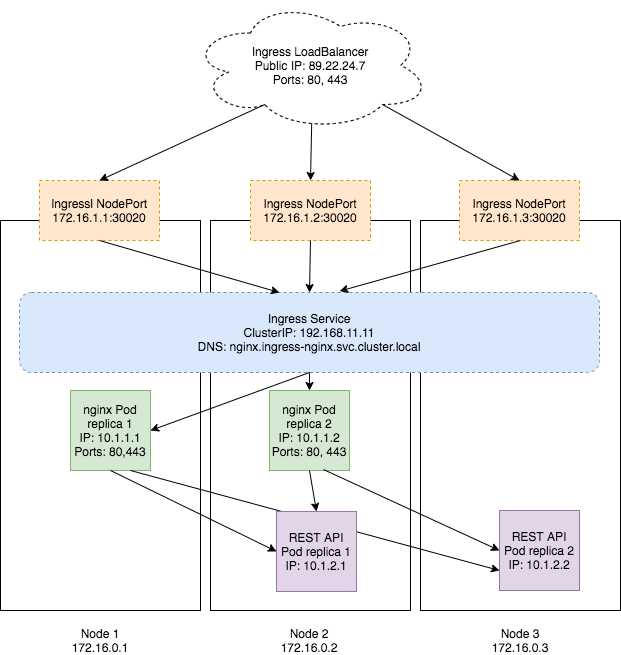 Ingress LoadBalancer
Public IP: 89.22.24.7
Ports: 80, 443
Ingressl NodePort
172.16.1.1:30020
Ingress NodePort
172.16.1.2:30020
Ingress NodePort
172.16.1.3:30020
Ingress Service
ClusterIP: 192.168.11.11
DNS: nginx.ingress-nginx.svc.cluster.local
nginx Pod
replica 1
IP: 10.1.1.1
Ports: 80,443
nginx Pod
replica 2
IP: 10.1.1.2
Ports: 80, 443
REST API
Pod replica 1
IP: 10.1.2.1
REST API
Pod replica 2
IP: 10.1.2.2
Node 1
172.16.0.1
Node 2
172.16.0.2
Node 3
172.16.0.3